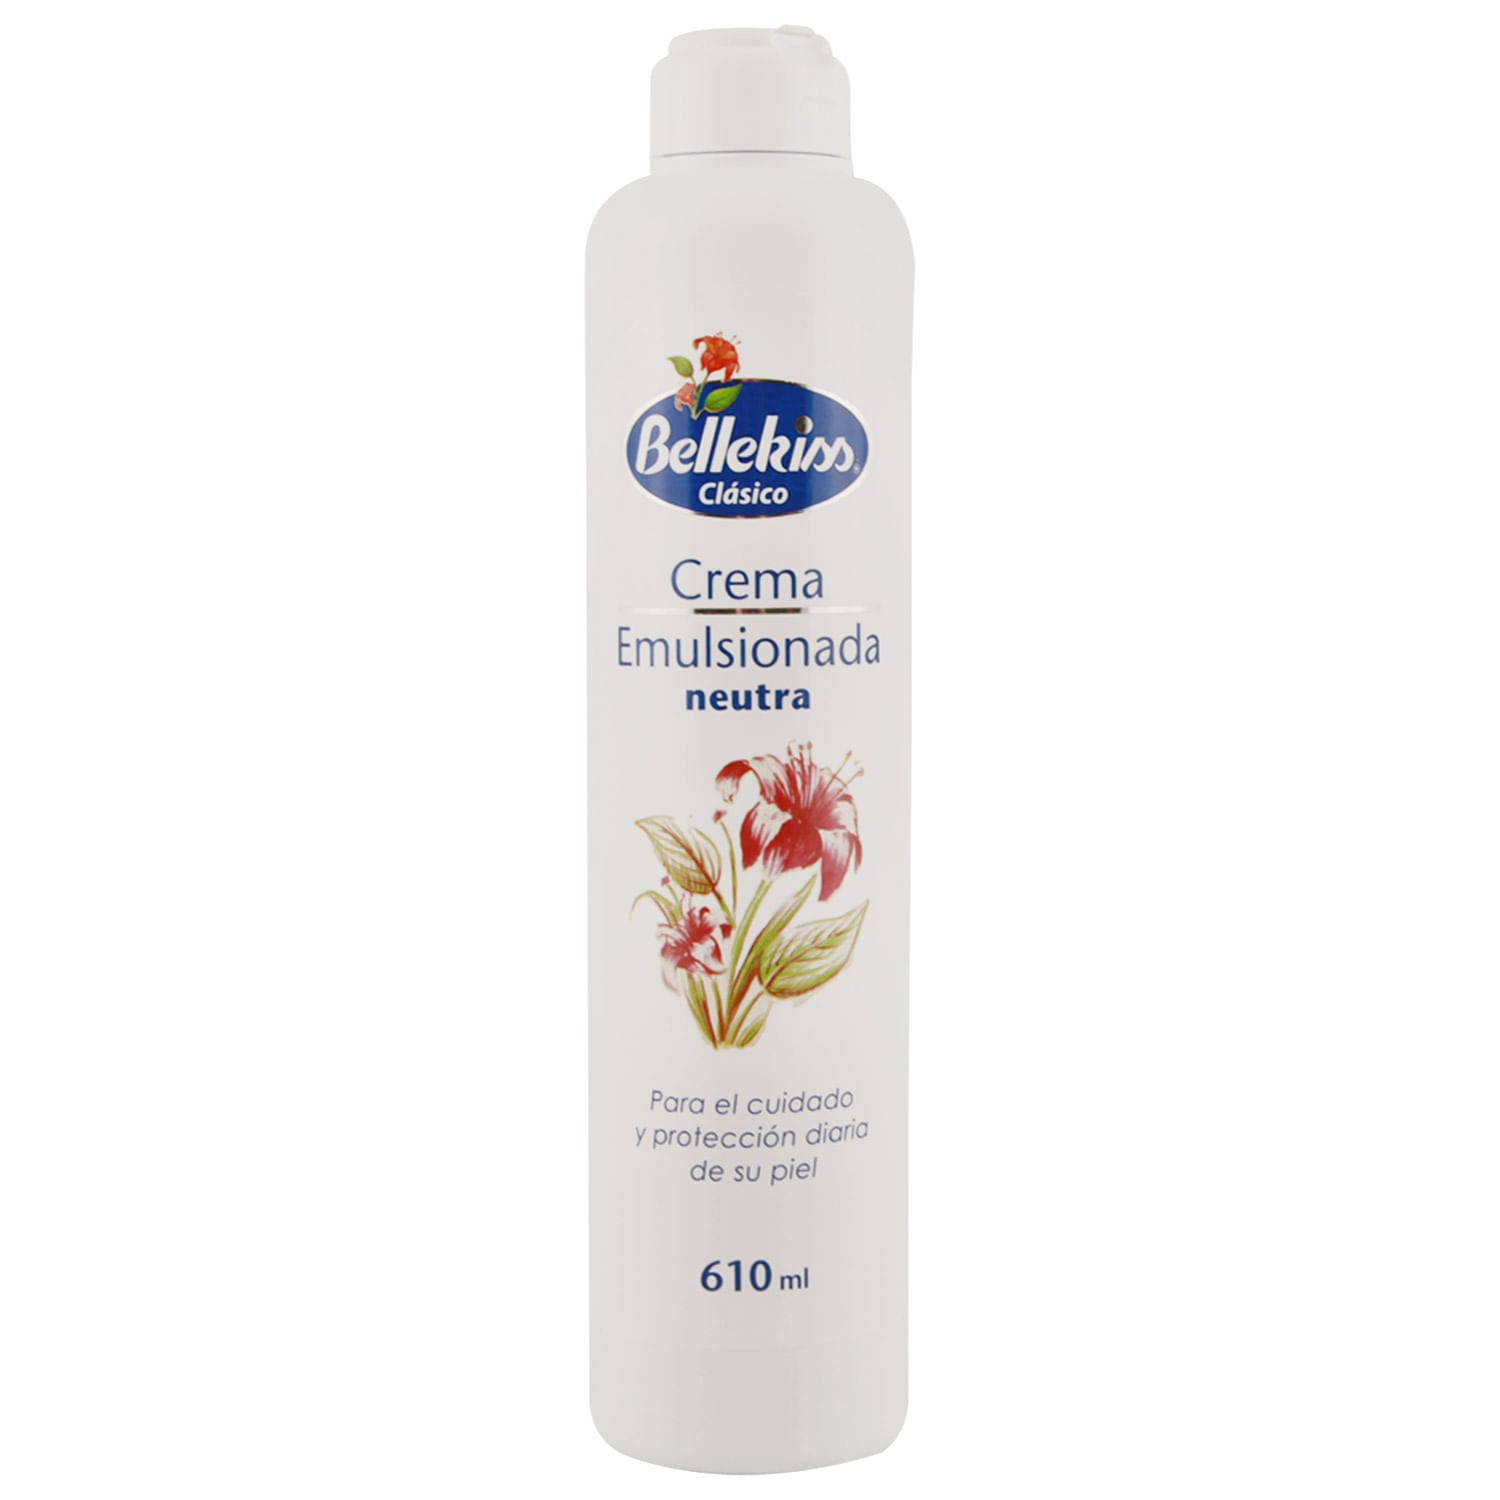 Bellekiss®
Clásico
Crema
Emulsionada
neutra
Para el cuidado
y protección diaria
de su piel
610 ml